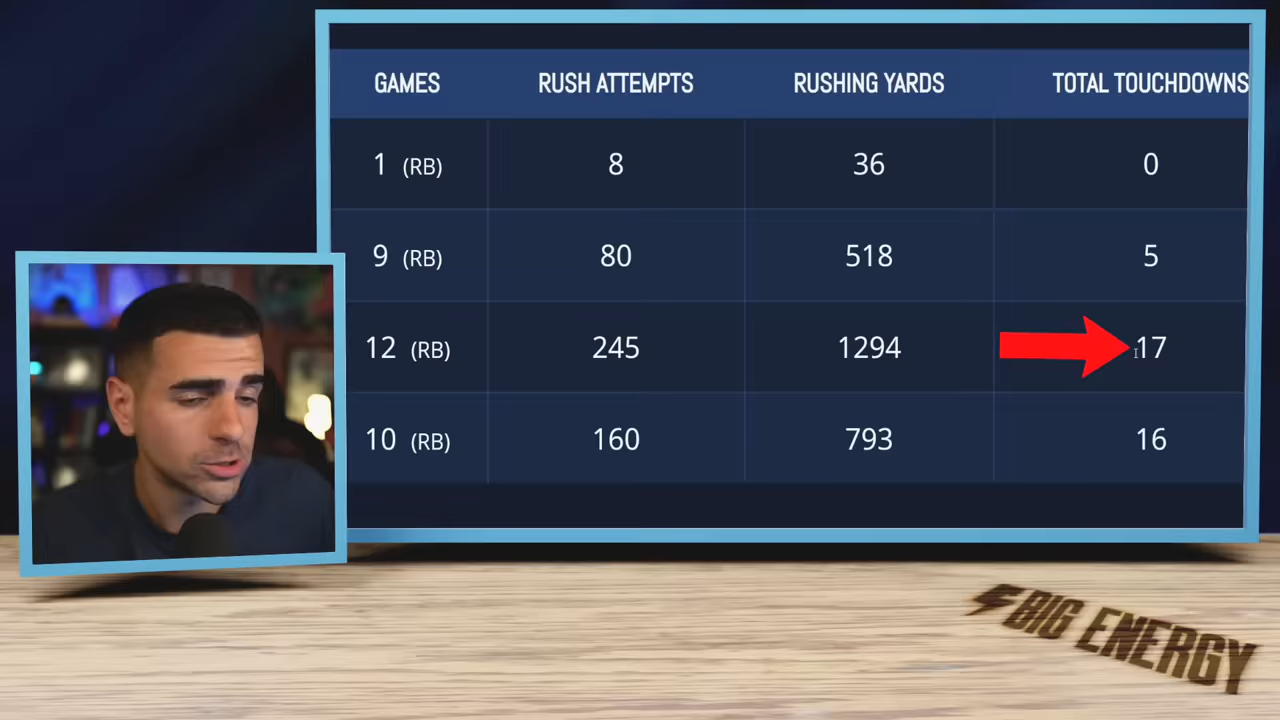 GAMES RUSH ATTEMPTS RUSHING YARDS TOTAL TOUCHDOWNS
1 (RB) 8 36 0
9 (RB) 80 518 5
12 (RB) 245 1294 17
10 (RB) 160 793 16
BIG ENERGY